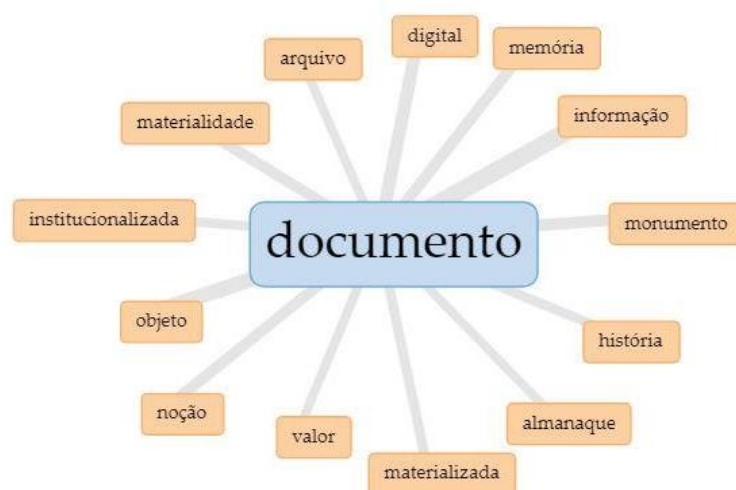 digital
memória
arquivo
informação
materialidade
institucionalizada
monumento
documento
objeto
história
noção
valor
almanaque
materializada